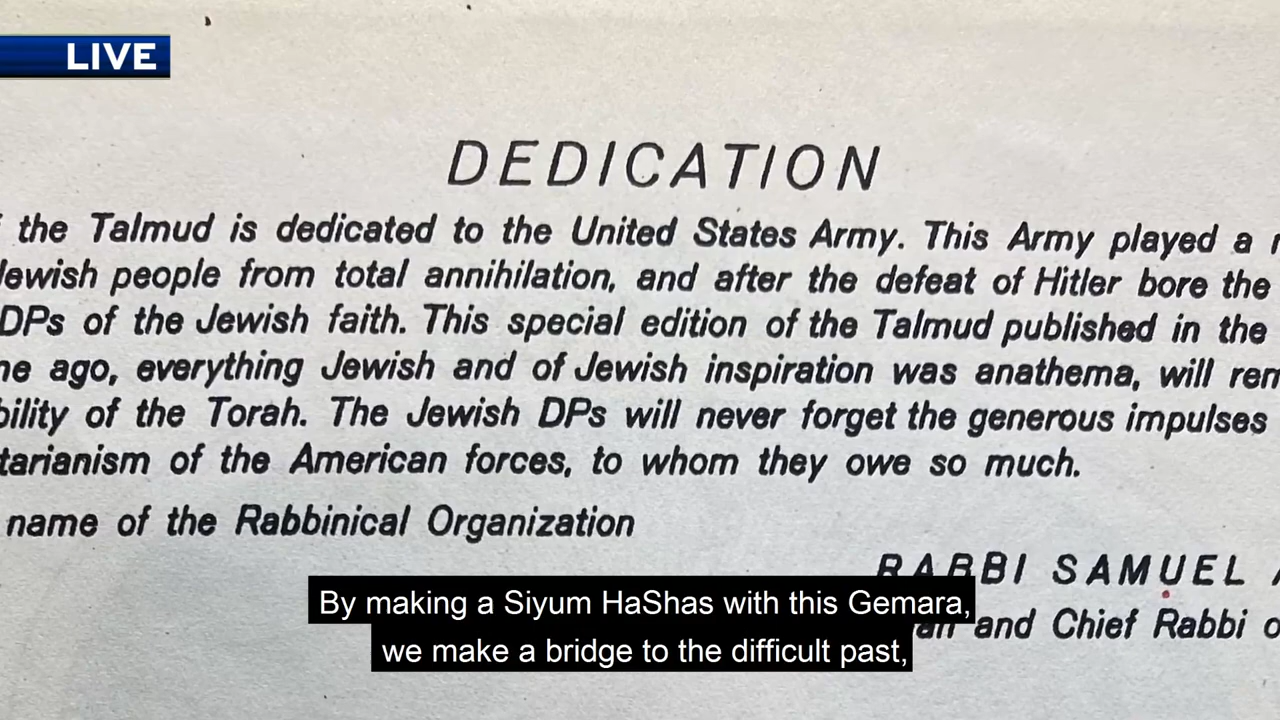 LIVE
DEDICATION
the Talmud is dedicated to the United States Army. This Army played a
Jewish people from total annihilation, and after the defeat of Hitler bore the
DPs of the Jewish faith. This special edition of the Talmud published in the
ago, everything Jewish and of Jewish inspiration was anathema, will
of the Torah. The Jewish DPs will never forget the generous impulses
of the American forces, to whom they owe so much.
name of the Rabbinical Organization
RABBI SAMUEL
and Chief Rabbi
By making a Siyum HaShas with this Gemara,
we make a bridge to the difficult past,